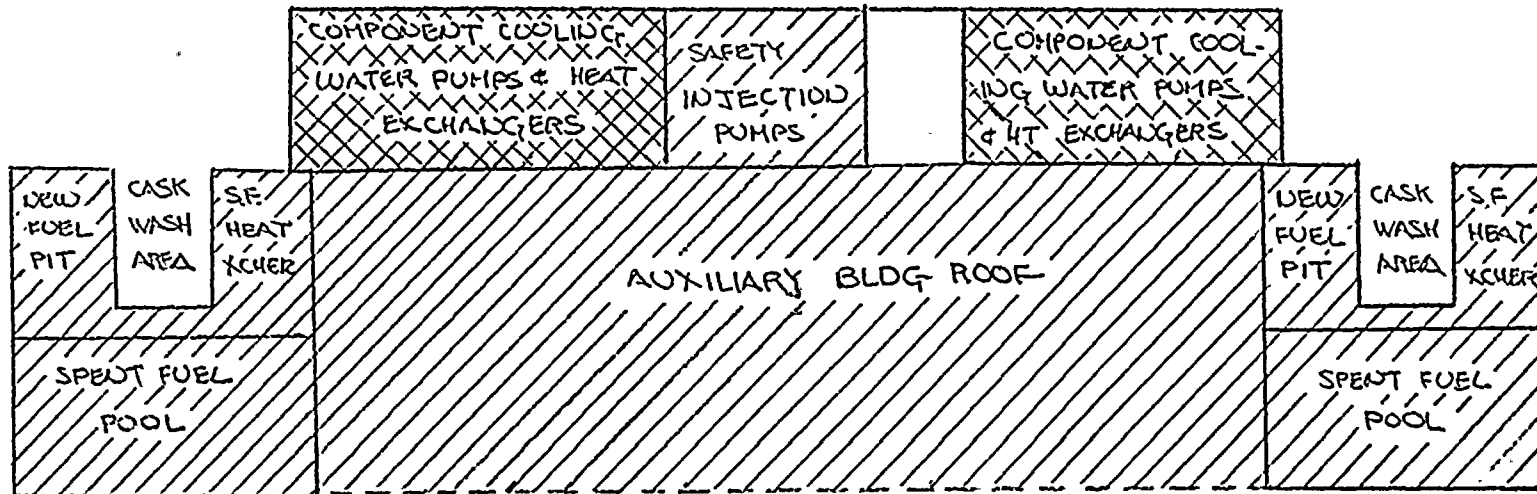 COMPONENT COOLING
WATER PUMPS & HEAT
EXCHANGERS
SAFETY
INJECTION
PUMPS
COMPONENT COOL-
ING WATER PUMPS
& HT EXCHANGERS
NEW
FUEL
PIT
CASK
WASH
AREA
S.F.
HEAT
XCHER
AUXILIARY BLDG ROOF
NEW
FUEL
PIT
CASK
WASH
AREA
S.F
HEAT
XCHER
SPENT FUEL
POOL
SPENT FUEL
POOL